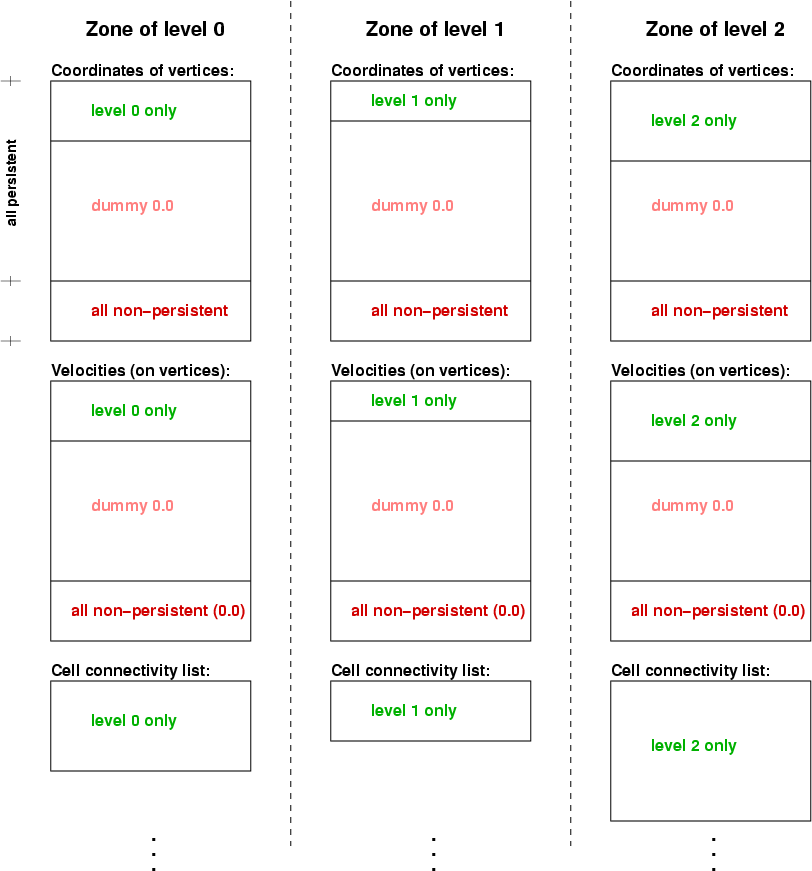 Zone of level 0
Coordinates of vertices:
all persistent
level 0 only
dummy 0.0
all non−persistent
Velocities (on vertices):
level 0 only
dummy 0.0
all non−persistent (0.0)
Cell connectivity list:
level 0 only
Zone of level 1
Coordinates of vertices:
level 1 only
dummy 0.0
all non−persistent
Velocities (on vertices):
level 1 only
dummy 0.0
all non−persistent (0.0)
Cell connectivity list:
level 1 only
Zone of level 2
Coordinates of vertices:
level 2 only
dummy 0.0
all non−persistent
Velocities (on vertices):
level 2 only
dummy 0.0
all non−persistent (0.0)
Cell connectivity list:
level 2 only